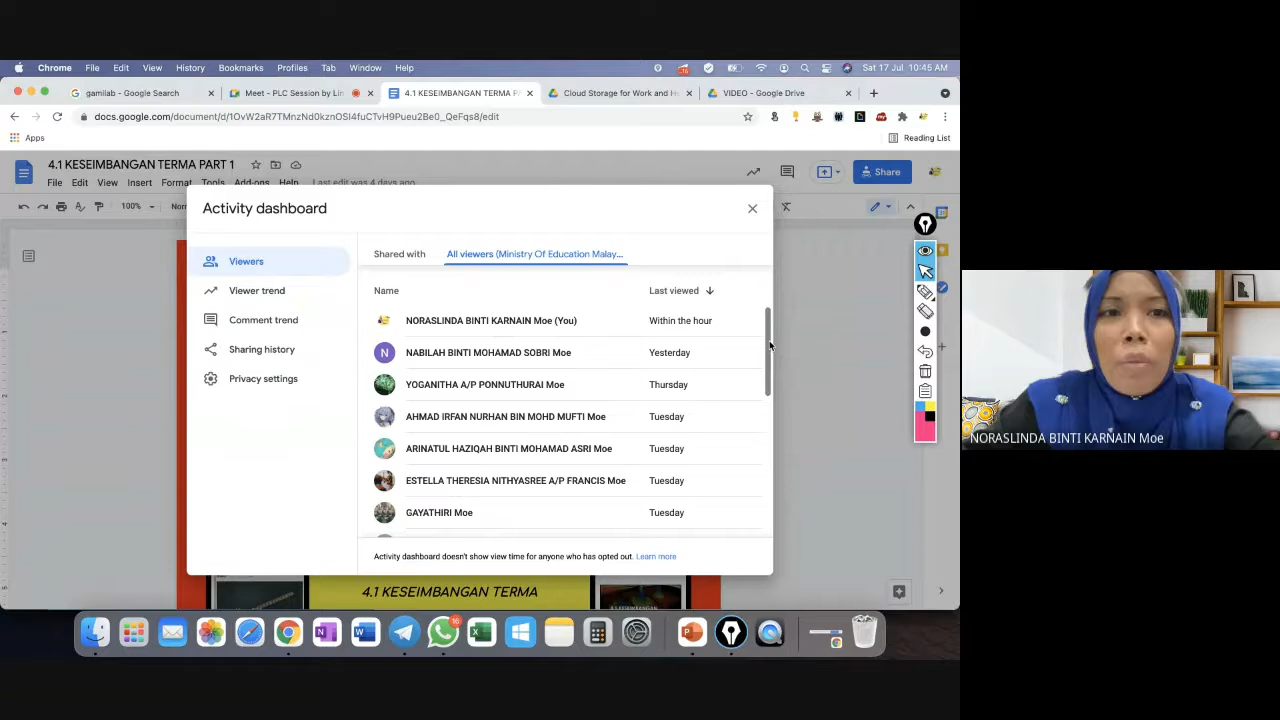 Chrome File Edit View History Bookmarks Profiles Tab Window Help Sat 17 Jul 10:45 AM
gamilab - Google Search
Meet - PLC Session by Lin
4.1 KESEIMBANGAN TERMA PA
Cloud Storage for Work and H
VIDEO - Google Drive
docs.google.com/document/d/1OvW2aR7TMnzNd0kznOSI4fuCTvH9Pueu2Be0_QeFqs8/edit
Apps
Reading List
4.1 KESEIMBANGAN TERMA PART 1
File Edit View Insert Format Tools Add-ons Help Last edit was 4 days ago
Share
100%
Activity dashboard
Viewers
Viewer trend
Comment trend
Sharing history
Privacy settings
Shared with
All viewers (Ministry Of Education Malay...
Name Last viewed
NORASLINDA BINTI KARNAIN Moe (You) Within the hour
N NABILAH BINTI MOHAMAD SOBRI Moe Yesterday
YOGANITHA A/P PONNUTHURAI Moe Thursday
AHMAD IRFAN NURHAN BIN MOHD MUFTI Moe Tuesday
ARINATUL HAZIQAH BINTI MOHAMAD ASRI Moe Tuesday
ESTELLA THERESIA NITHYASREE A/P FRANCIS Moe Tuesday
GAYATHIRI Moe Tuesday
Activity dashboard doesn't show view time for anyone who has opted out. Learn more
4.1 KESEIMBANGAN TERMA
NORASLINDA BINTI KARNAIN Moe